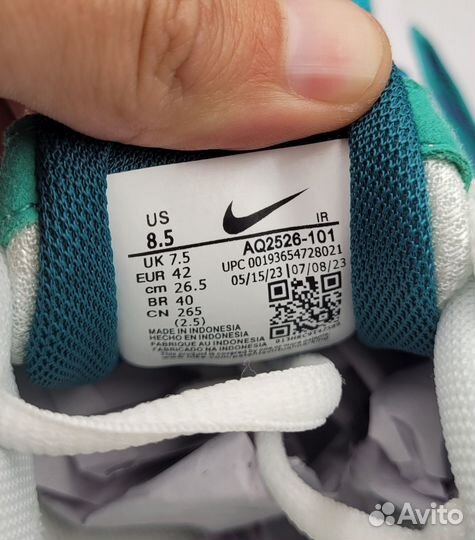 US
8.5
IR
AQ2526-101
UK 7.5
UPC 00193654728021
EUR 42
05/15/23 07/08/23
cm 26.5
BR 40
CN 265
(2.5)
MADE IN INDONESIA
HECHO EN INDONESIA
FABRIQUE AU INDONESIE
FABRICADO NA INDONESIA
Avito